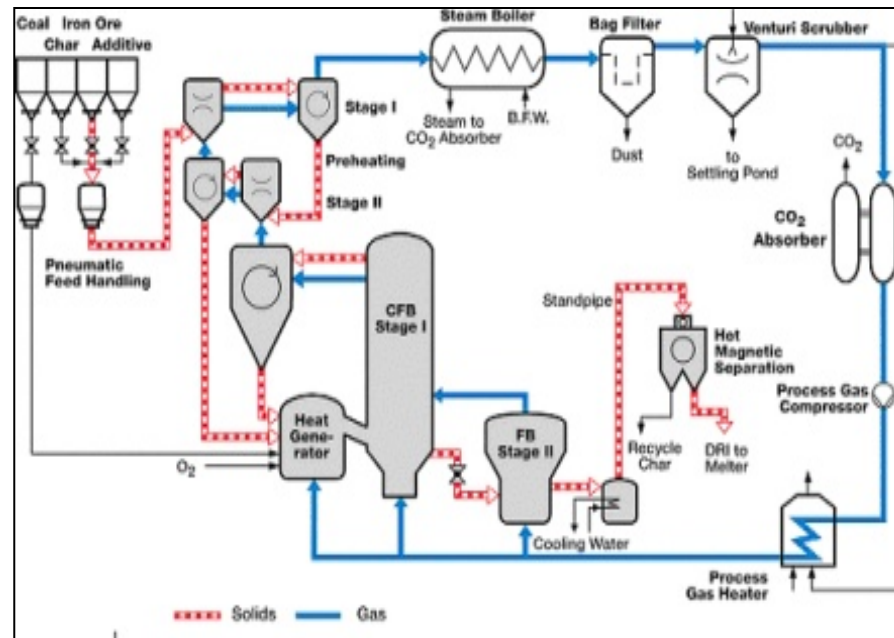 Coal Iron Ore
Char Additive
Steam Boiler
Bag Filter
Venturi Scrubber
Stage I
Steam to
CO2 Absorber
B.F.W.
Dust
to
Settling Pond
Preheating
Stage II
CO2
CO2
Absorber
Pneumatic
Feed Handling
CFB
Stage I
Standpipe
Hot
Magnetic
Separation
Process Gas
Compressor
Heat
Gene-
rator
FB
Stage II
Recycle
Char
DRI to
Melter
O2
Cooling Water
Process
Gas Heater
Solids
Gas